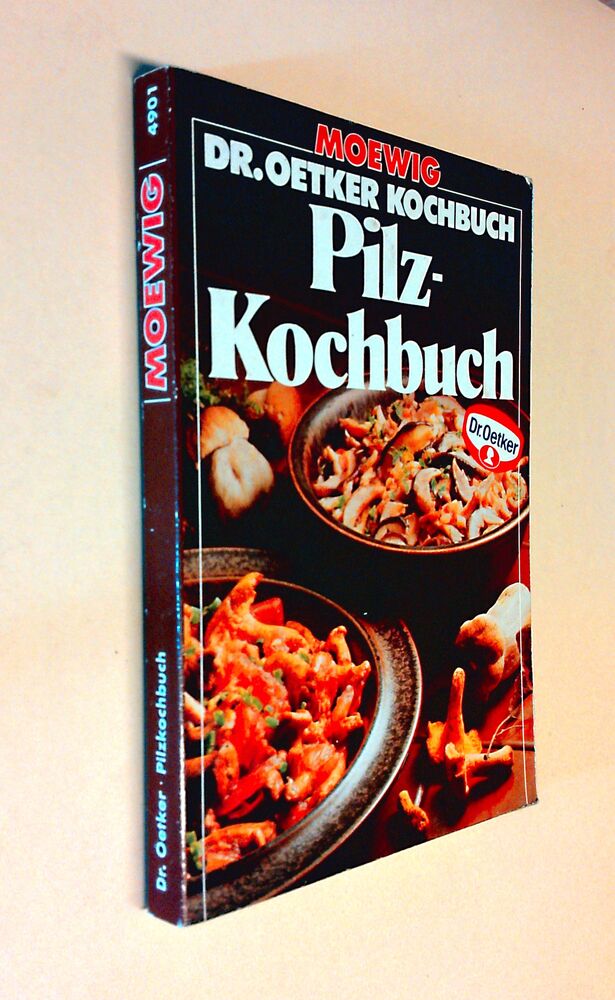 MOEWIG
DR. OETKER KOCHBUCH
Pilz-
Kochbuch
Dr. Oetker
4901
MOEWIG
Dr. Oetker · Pilzkochbuch